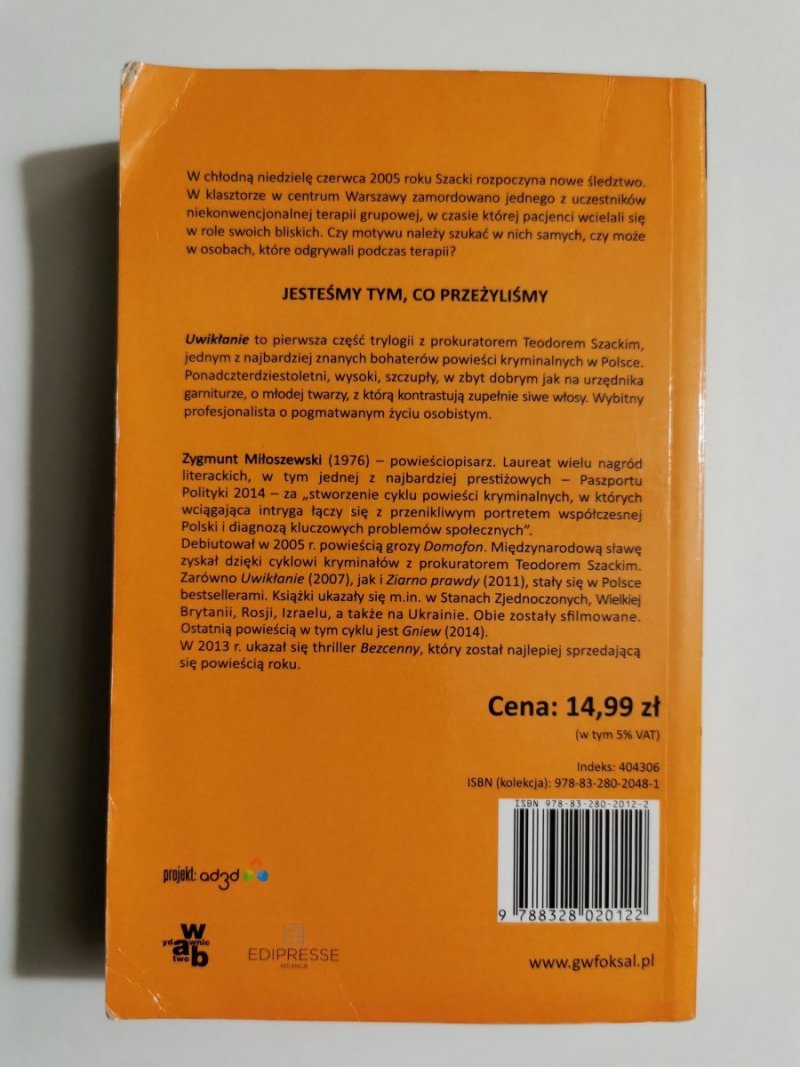 W chłodną niedzielę czerwca 2005 roku Szacki rozpoczyna nowe śledztwo.
W klasztorze w centrum Warszawy zamordowano jednego z uczestników
niekonwencjonalnej terapii grupowej, w czasie której pacjenci wcielali się
w role swoich bliskich. Czy motywu należy szukać w nich samych, czy może
w osobach, które odgrywali podczas terapii?
JESTEŚMY TYM, CO PRZEŻYLIŚMY
Uwikłanie to pierwsza część trylogii z prokuratorem Teodorem Szackim,
jednym z najbardziej znanych bohaterów powieści kryminalnych w Polsce.
Ponadczterdziestoletni, wysoki, szczupły, w zbyt dobrym jak na urzędnika
garniturze, o młodej twarzy, z którą kontrastują zupełnie siwe włosy. Wybitny
profesjonalista o pogmatwanym życiu osobistym.
Zygmunt Miłoszewski (1976) – powieściopisarz. Laureat wielu nagród
literackich, w tym jednej z najbardziej prestiżowych – Paszportu
Polityki 2014 – za „stworzenie cyklu powieści kryminalnych, w których
wciągająca intryga łączy się z przenikliwym portretem współczesnej
Polski i diagnozą kluczowych problemów społecznych”.
Debiutował w 2005 r. powieścią grozy Domofon. Międzynarodową sławę
zyskał dzięki cyklowi kryminałów z prokuratorem Teodorem Szackim.
Zarówno Uwikłanie (2007), jak i Ziarno prawdy (2011), stały się w Polsce
bestsellerami. Książki ukazały się m.in. w Stanach Zjednoczonych, Wielkiej
Brytanii, Rosji, Izraelu, a także na Ukrainie. Obie zostały sfilmowane.
Ostatnią powieścią w tym cyklu jest Gniew (2014).
W 2013 r. ukazał się thriller Bezcenny, który został najlepiej sprzedającą
się powieścią roku.
Cena: 14,99 zł
(w tym 5% VAT)
Indeks: 404306
ISBN (kolekcja): 978-83-280-2048-1
ISBN 978-83-280-2012-2
9 788328 020122
projekt: ad3d
wydawnictwo ab
EDIPRESSE
KOLEKCJE
www.gwfoksal.pl